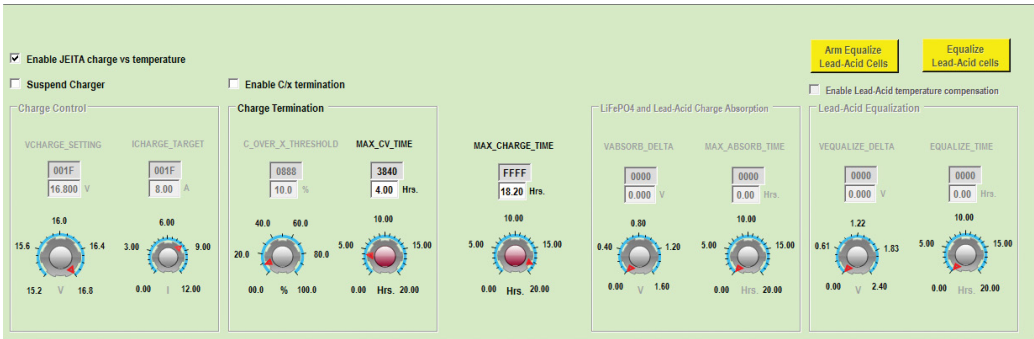 Enable JEITA charge vs temperature
Arm Equalize
Lead-Acid Cells
Equalize
Lead-Acid cells
Suspend Charger
Enable C/x termination
Enable Lead-Acid temperature compensation
Charge Control
VCHARGE_SETTING
001F
16.800 V
16.0
15.6
16.4
15.2 V 16.8
ICHARGE_TARGET
001F
8.00 A
6.00
3.00
9.00
0.00 I 12.00
Charge Termination
C_OVER_X_THRESHOLD
0888
10.0 %
40.0 60.0
20.0
80.0
00.0 % 100.0
MAX_CV_TIME
3840
4.00 Hrs.
10.00
5.00
15.00
0.00 Hrs. 20.00
MAX_CHARGE_TIME
FFFF
18.20 Hrs.
10.00
5.00
15.00
0.00 Hrs. 20.00
LiFePO4 and Lead-Acid Charge Absorption
VABSORB_DELTA
0000
0.000 V
0.80
0.40
1.20
0.00 V 1.60
MAX_ABSORB_TIME
0000
0.00 Hrs.
10.00
5.00
15.00
0.00 Hrs. 20.00
Lead-Acid Equalization
VEQUALIZE_DELTA
0000
0.000 V
1.22
0.61
1.83
0.00 V 2.40
EQUALIZE_TIME
0000
0.00 Hrs.
10.00
5.00
15.00
0.00 Hrs. 20.00